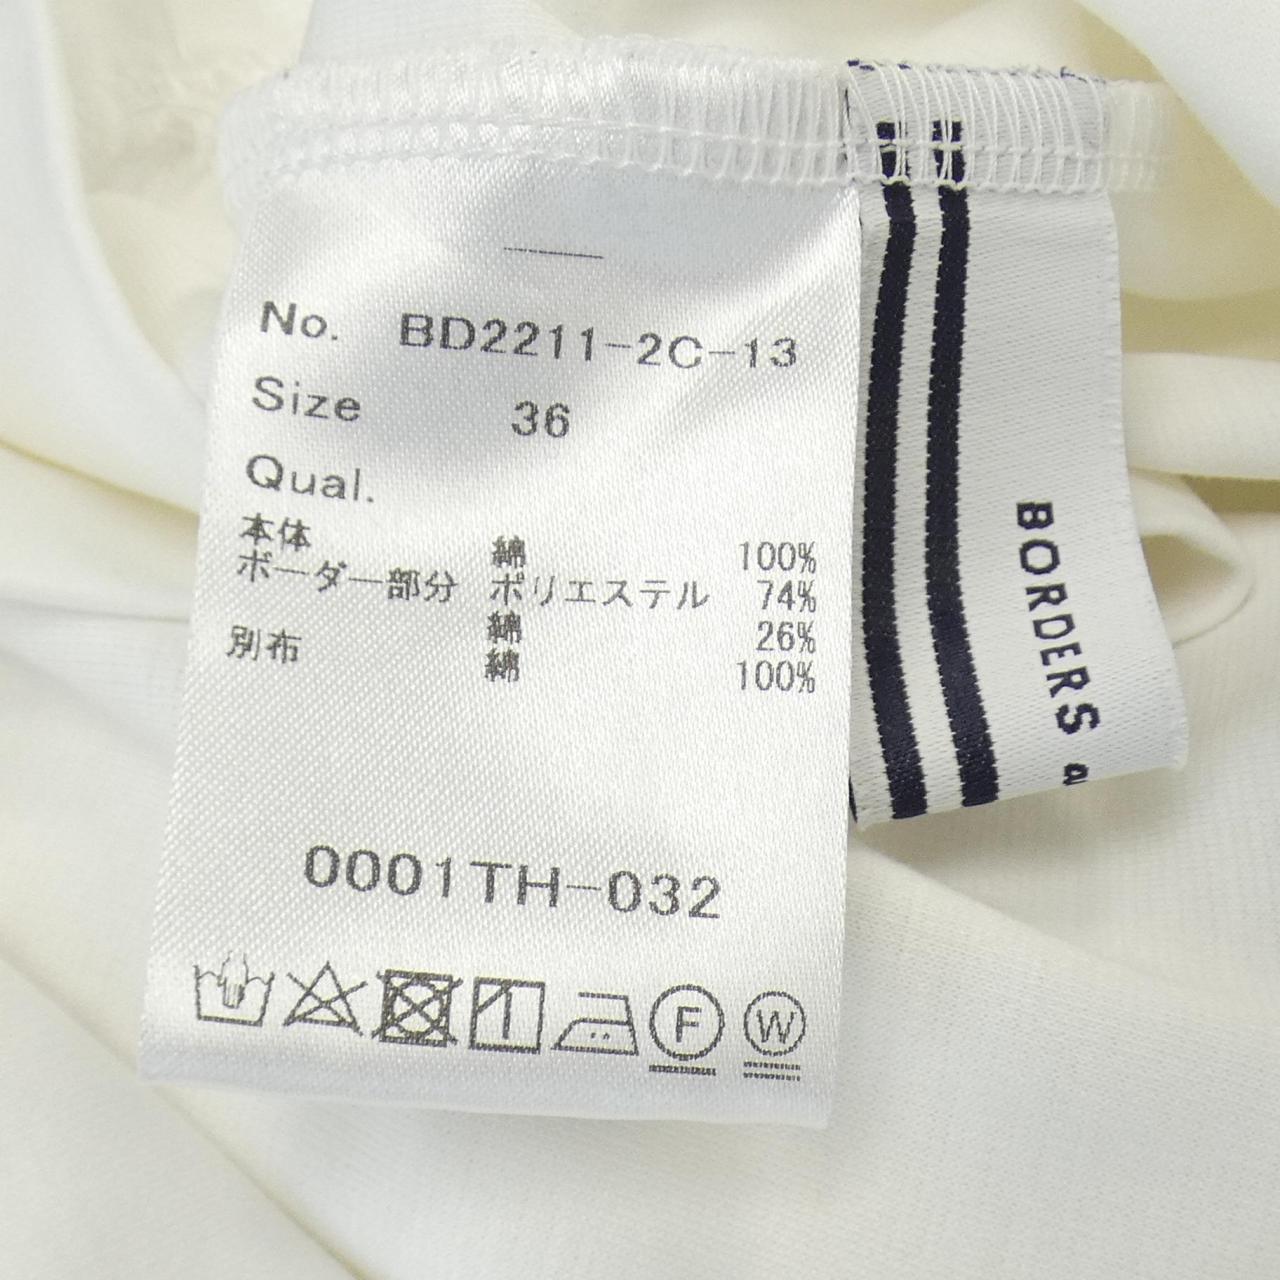 No. BD2211-2C-13
Size 36
Qual.
本体 綿 100%
ボーダー部分 ポリエステル 74%
綿 26%
別布 綿 100%
0001TH-032
F W
BORDERS